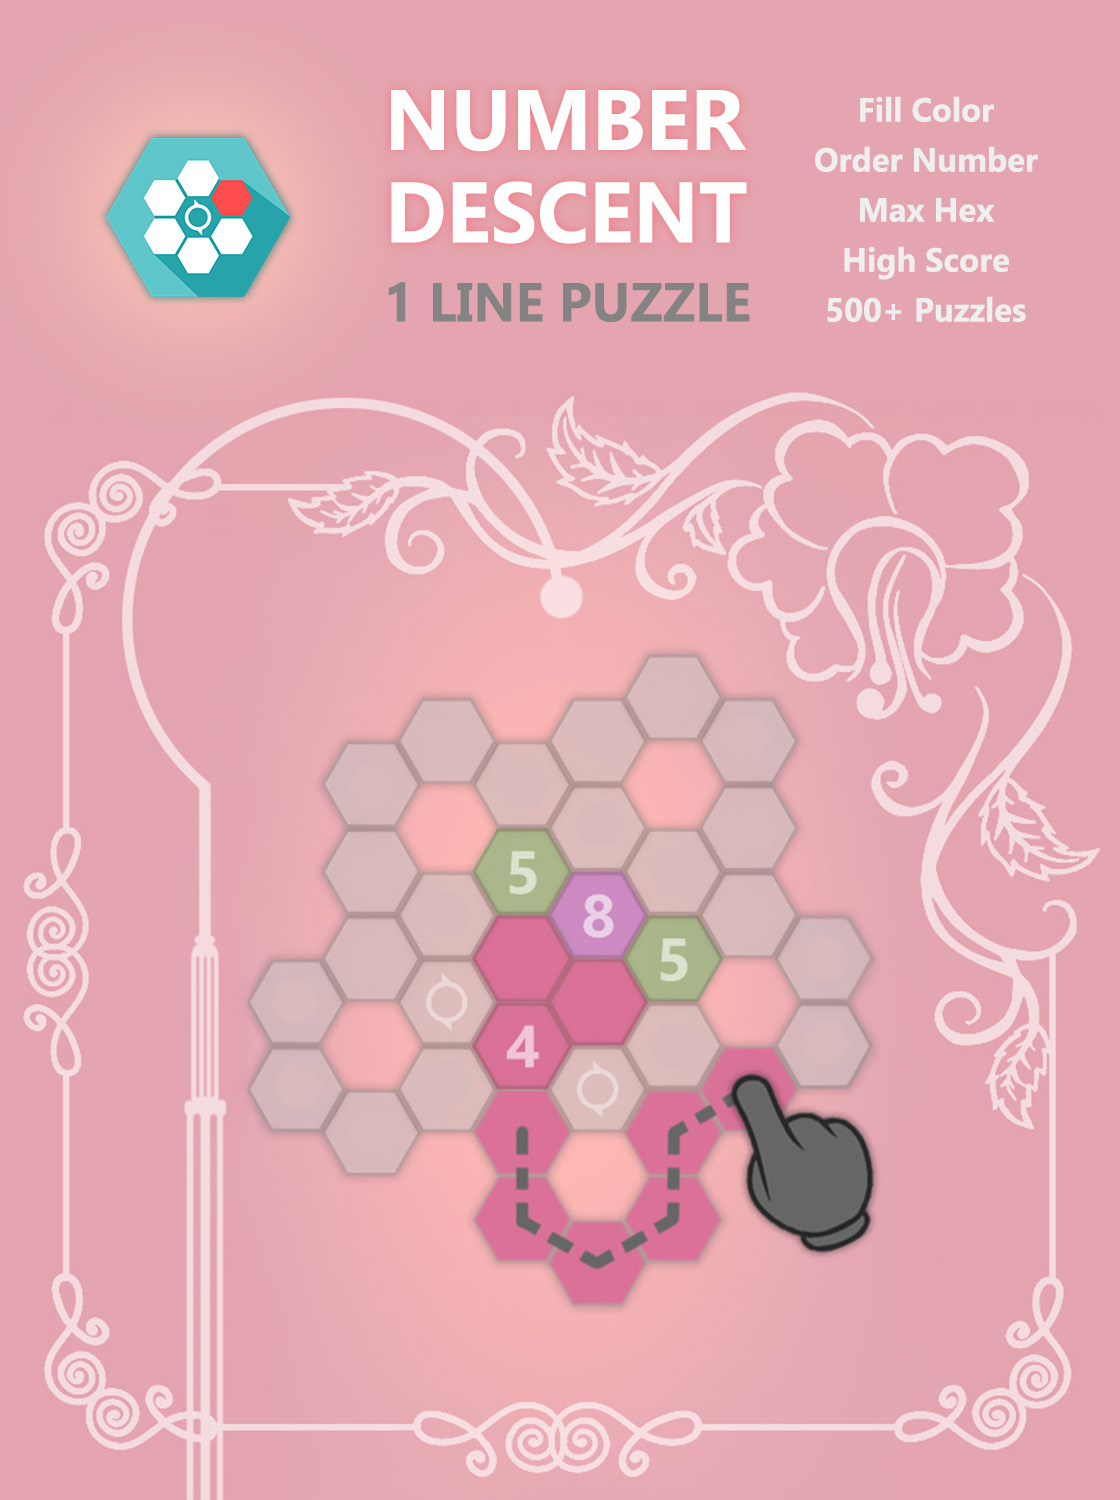 NUMBER
DESCENT
1 LINE PUZZLE
Fill Color
Order Number
Max Hex
High Score
500+ Puzzles
5
8
5
4